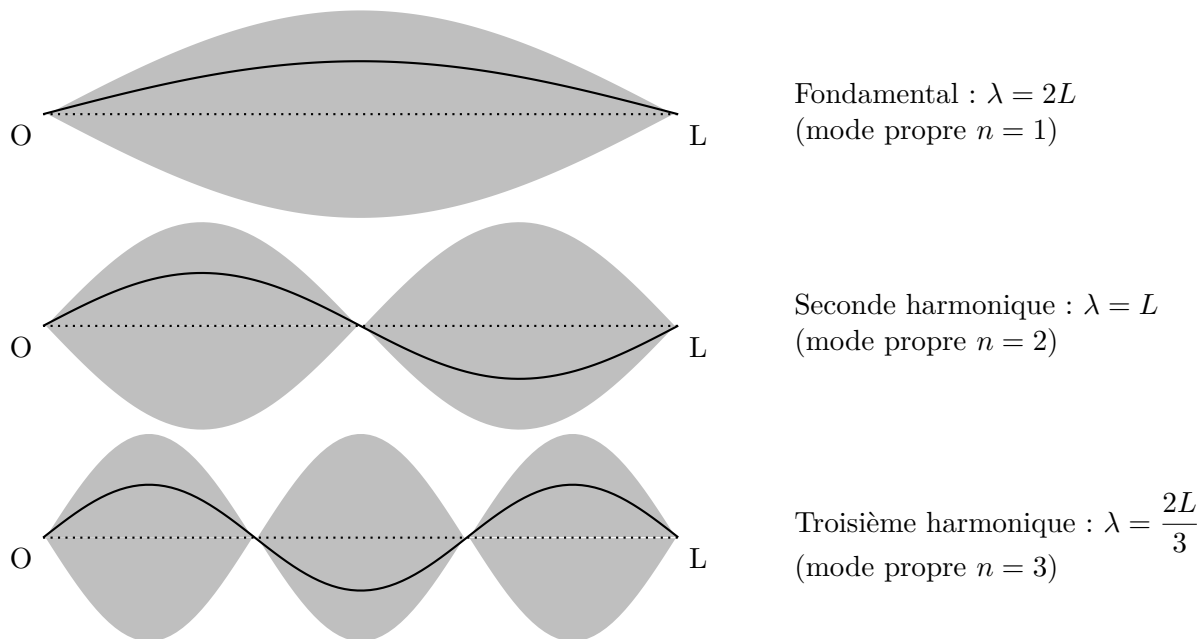 Fondamental : λ = 2L
(mode propre n = 1)
O
L
Seconde harmonique : λ = L
(mode propre n = 2)
O
L
Troisième harmonique : λ = 2L/3
(mode propre n = 3)
O
L